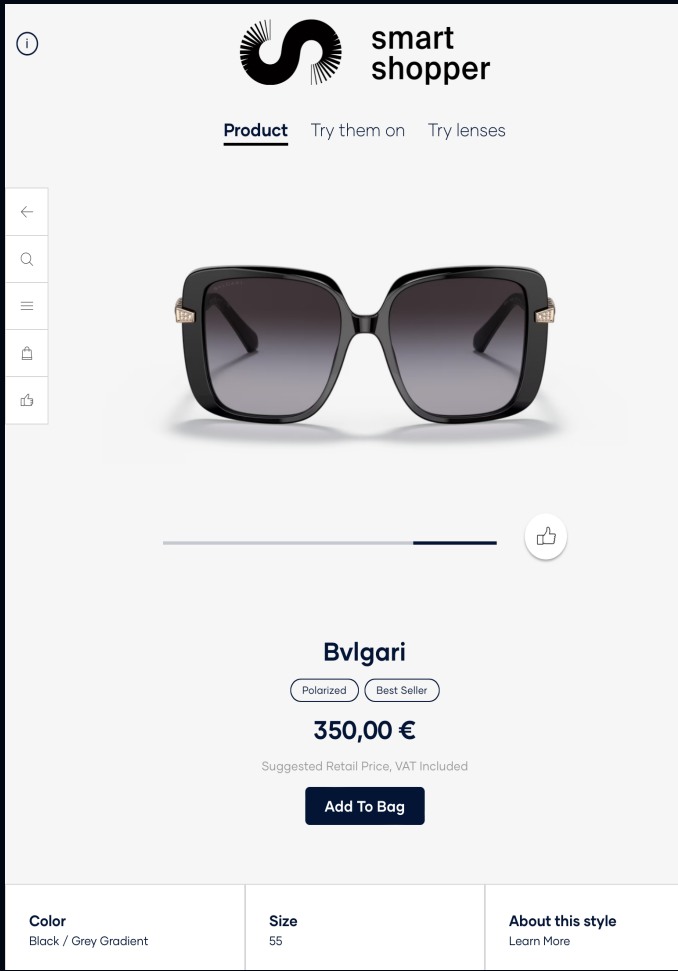 i
smart
shopper
Product Try them on Try lenses
BVLGARI
Bvlgari
Polarized Best Seller
350,00 €
Suggested Retail Price, VAT Included
Add To Bag
Color
Black / Grey Gradient
Size
55
About this style
Learn More